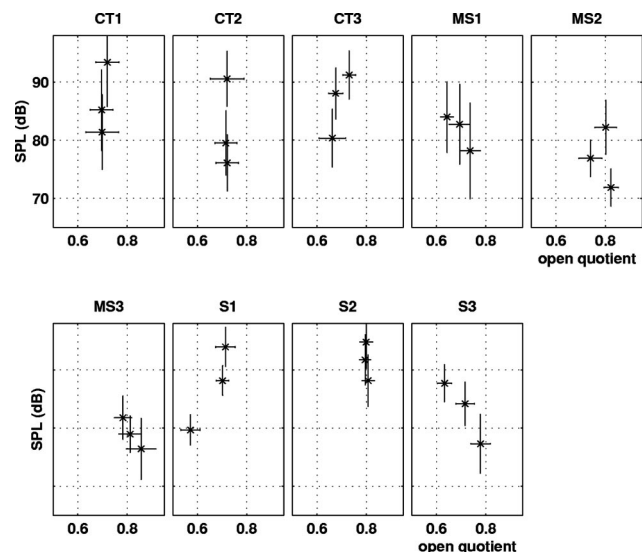 CT1 CT2 CT3 MS1 MS2
SPL (dB)
90
80
70
0.6 0.8 0.6 0.8 0.6 0.8 0.6 0.8 0.6 0.8
open quotient
MS3 S1 S2 S3
SPL (dB)
0.6 0.8 0.6 0.8 0.6 0.8 0.6 0.8
open quotient